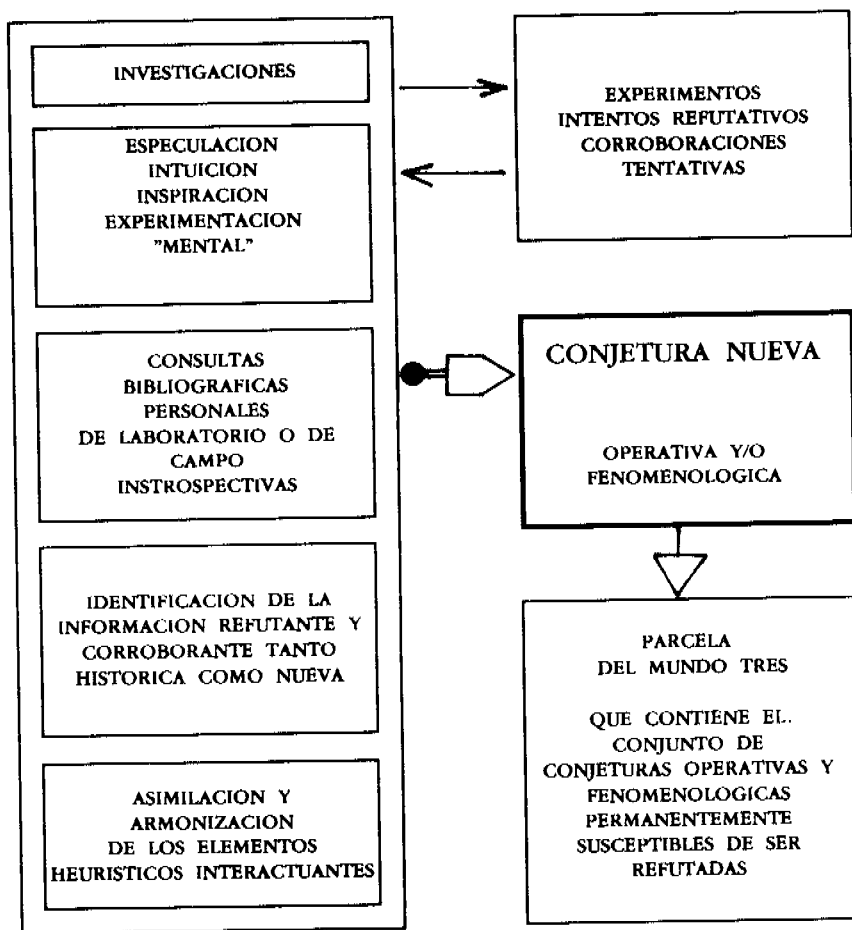 INVESTIGACIONES
ESPECULACION
INTUICION
INSPIRACION
EXPERIMENTACION
"MENTAL"
CONSULTAS
BIBLIOGRAFICAS
PERSONALES
DE LABORATORIO O DE
CAMPO
INSTROSPECTIVAS
IDENTIFICACION DE LA
INFORMACION REFUTANTE Y
CORROBORANTE TANTO
HISTORICA COMO NUEVA
ASIMILACION Y
ARMONIZACION
DE LOS ELEMENTOS
HEURISTICOS INTERACTUANTES
EXPERIMENTOS
INTENTOS REFUTATIVOS
CORROBORACIONES
TENTATIVAS
CONJETURA NUEVA
OPERATIVA Y/O
FENOMENOLOGICA
PARCELA
DEL MUNDO TRES
QUE CONTIENE EL.
CONJUNTO DE
CONJETURAS OPERATIVAS Y
FENOMENOLOGICAS
PERMANENTEMENTE
SUSCEPTIBLES DE SER
REFUTADAS